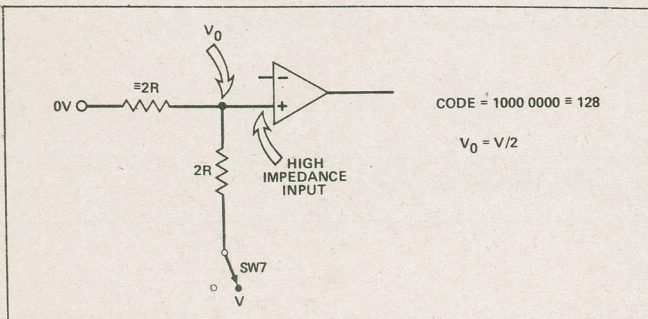 V0
≡2R
0V
−
+
CODE = 1000 0000 ≡ 128
V0 = V/2
HIGH
IMPEDANCE
INPUT
2R
SW7
V